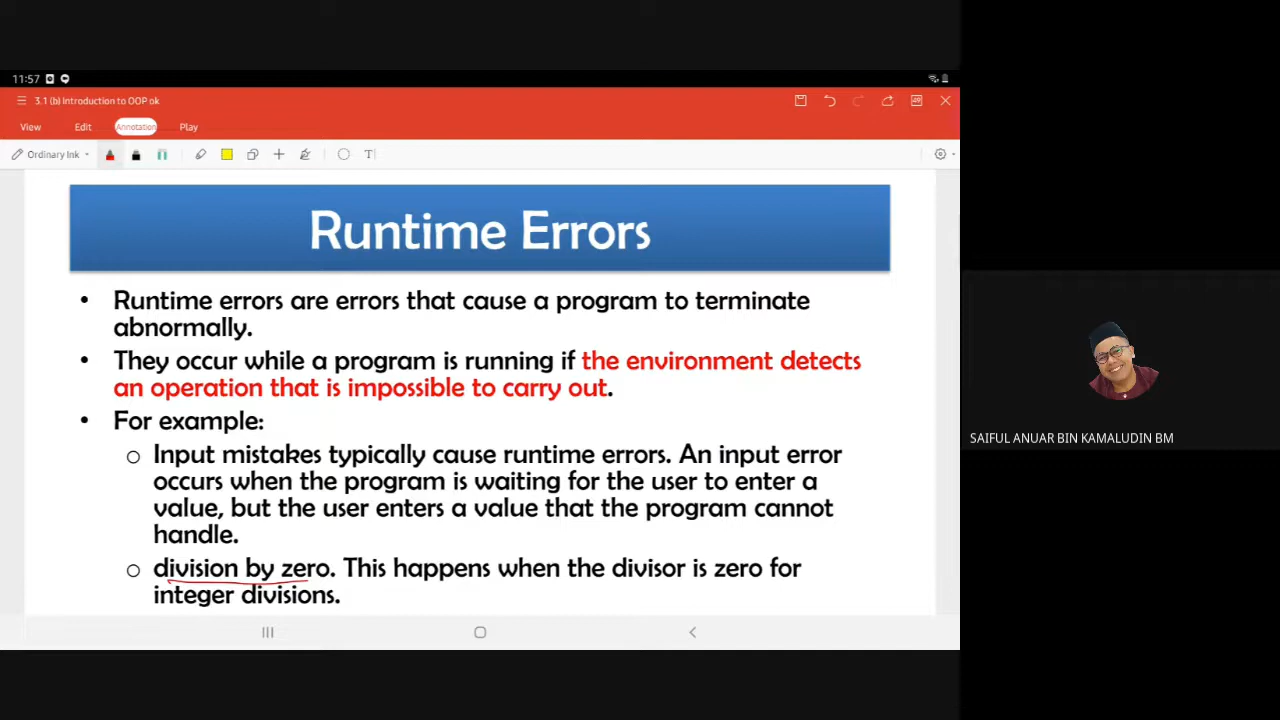 11:57
3.1 (b) Introduction to OOP ok
View Edit Annotation Play
Ordinary Ink
Runtime Errors
• Runtime errors are errors that cause a program to terminate
abnormally.
• They occur while a program is running if the environment detects
an operation that is impossible to carry out.
• For example:
o Input mistakes typically cause runtime errors. An input error
occurs when the program is waiting for the user to enter a
value, but the user enters a value that the program cannot
handle.
o division by zero. This happens when the divisor is zero for
integer divisions.
SAIFUL ANUAR BIN KAMALUDIN BM